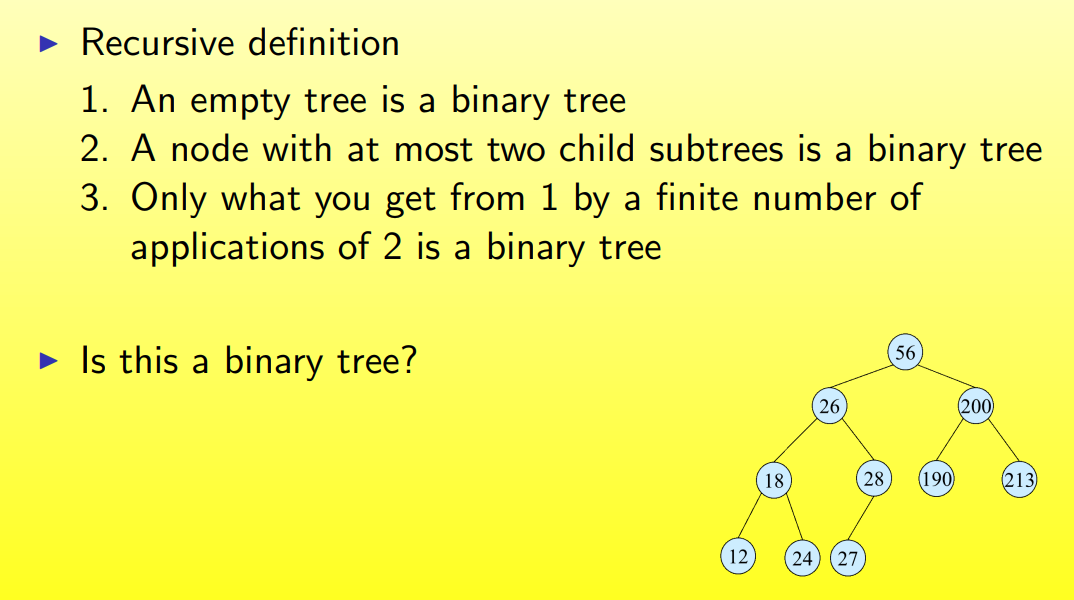 ▶ Recursive definition
1. An empty tree is a binary tree
2. A node with at most two child subtrees is a binary tree
3. Only what you get from 1 by a finite number of
applications of 2 is a binary tree
▶ Is this a binary tree?
56
26 200
18 28 190 213
12 24 27